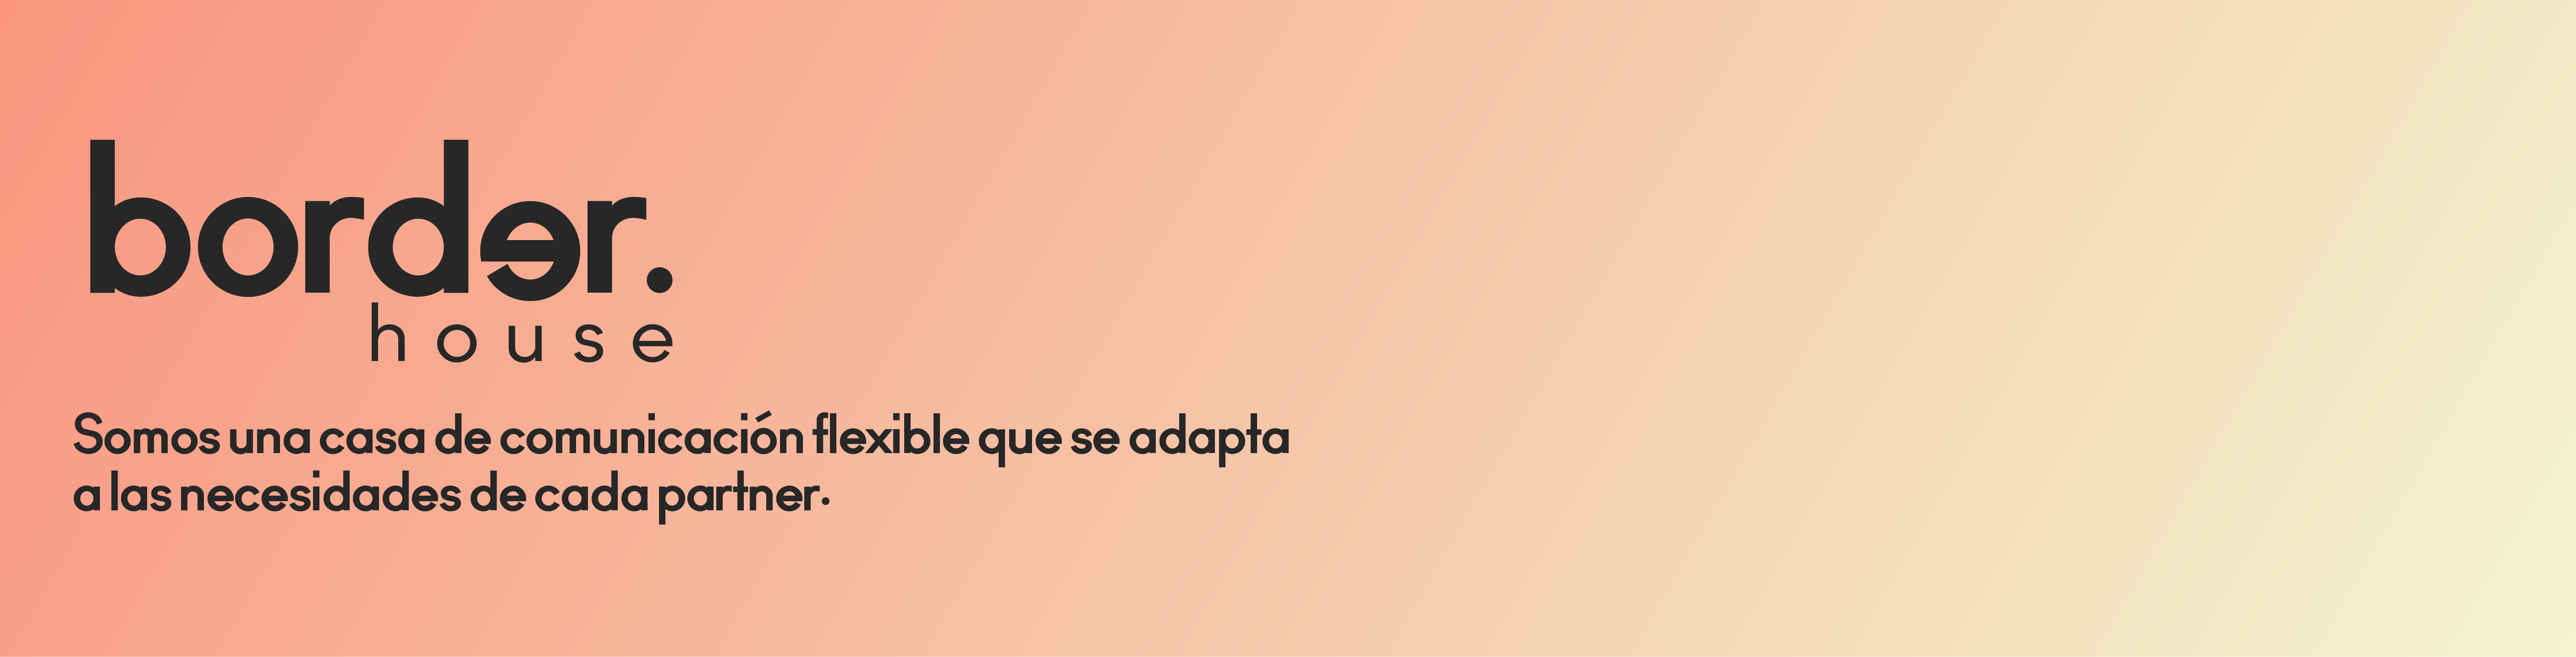 border.
house
Somos una casa de comunicación flexible que se adapta
a las necesidades de cada partner.